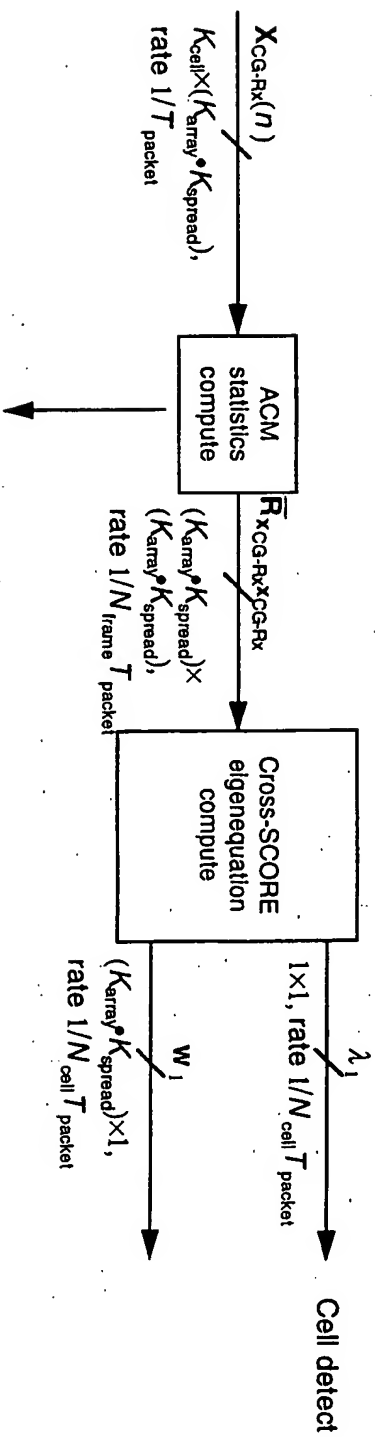 X_CG-Rx(n)
K_cell×(K_array•K_spread),
rate 1/T_packet
ACM
statistics
compute
R̅_xCG-RxxCG-Rx
(K_array•K_spread)×
(K_array•K_spread),
rate 1/N_frame T_packet
Cross-SCORE
eigenequation
compute
λ_1
1×1, rate 1/N_cell T_packet
Cell detect
w_1
(K_array•K_spread)×1,
rate 1/N_cell T_packet